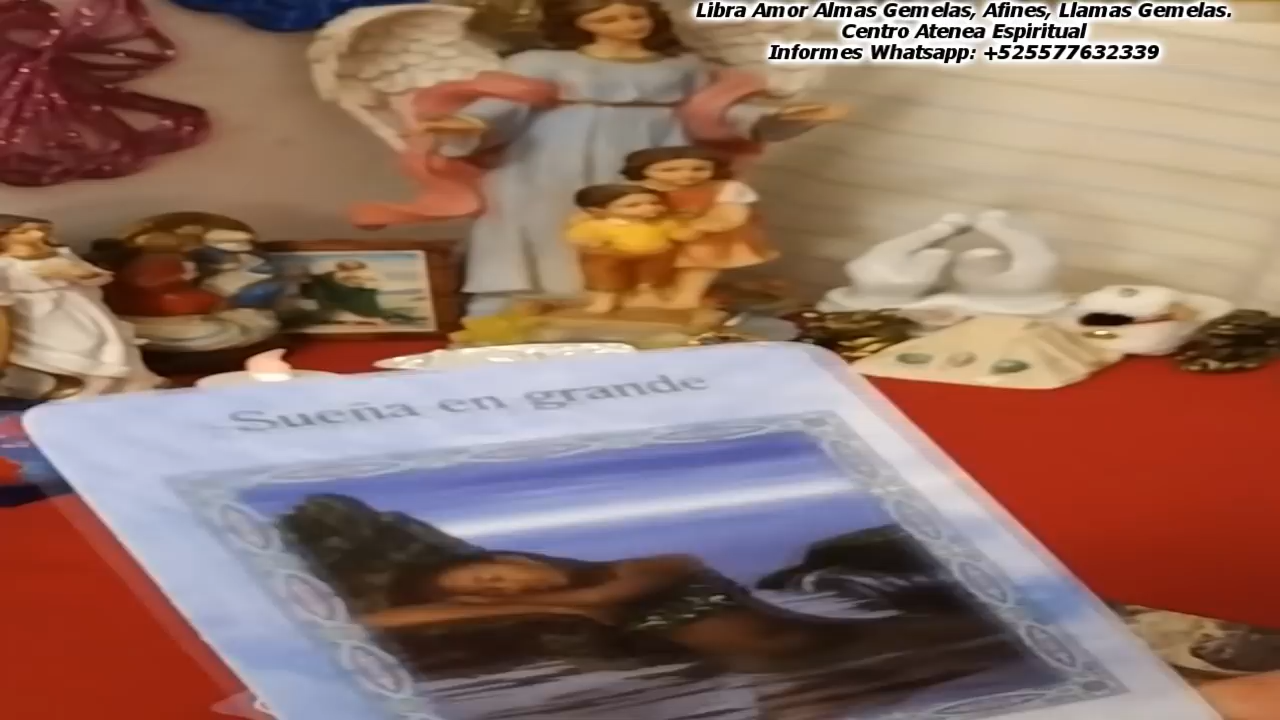 Libra Amor Almas Gemelas, Afines, Llamas Gemelas.
Centro Atenea Espiritual
Informes Whatsapp: +525577632339
Sueña en grande